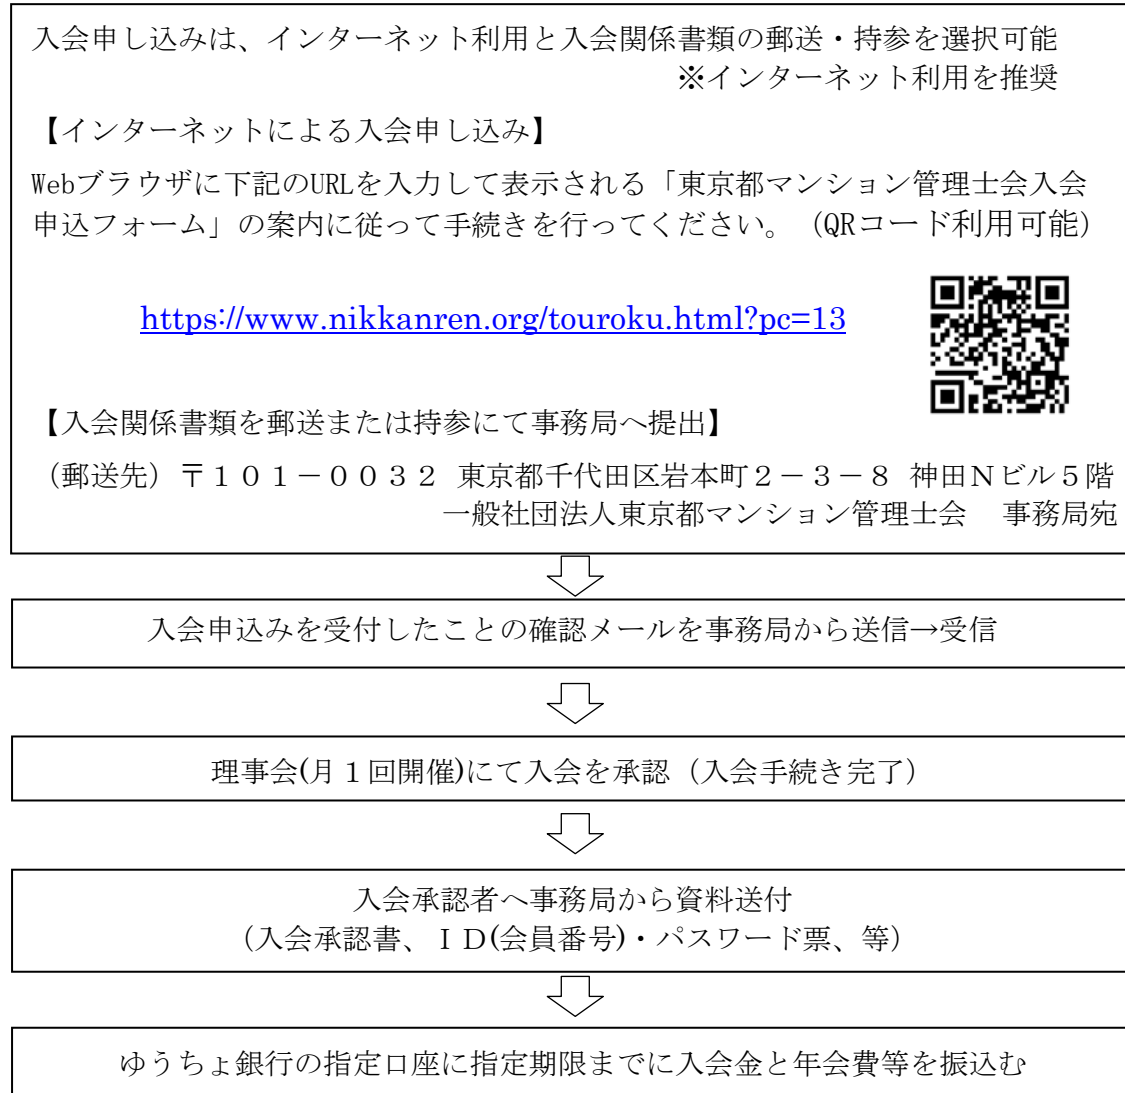 入会申し込みは、インターネット利用と入会関係書類の郵送・持参を選択可能
※インターネット利用を推奨
【インターネットによる入会申し込み】
Webブラウザに下記のURLを入力して表示される「東京都マンション管理士会入会
申込フォーム」の案内に従って手続きを行ってください。（QRコード利用可能）
https://www.nikkanren.org/touroku.html?pc=13
【入会関係書類を郵送または持参にて事務局へ提出】
（郵送先）〒１０１－００３２ 東京都千代田区岩本町２－３－８ 神田Ｎビル５階
一般社団法人東京都マンション管理士会　事務局宛
入会申込みを受付したことの確認メールを事務局から送信→受信
理事会(月１回開催)にて入会を承認（入会手続き完了）
入会承認者へ事務局から資料送付
（入会承認書、ＩＤ(会員番号)・パスワード票、等）
ゆうちょ銀行の指定口座に指定期限までに入会金と年会費等を振込む